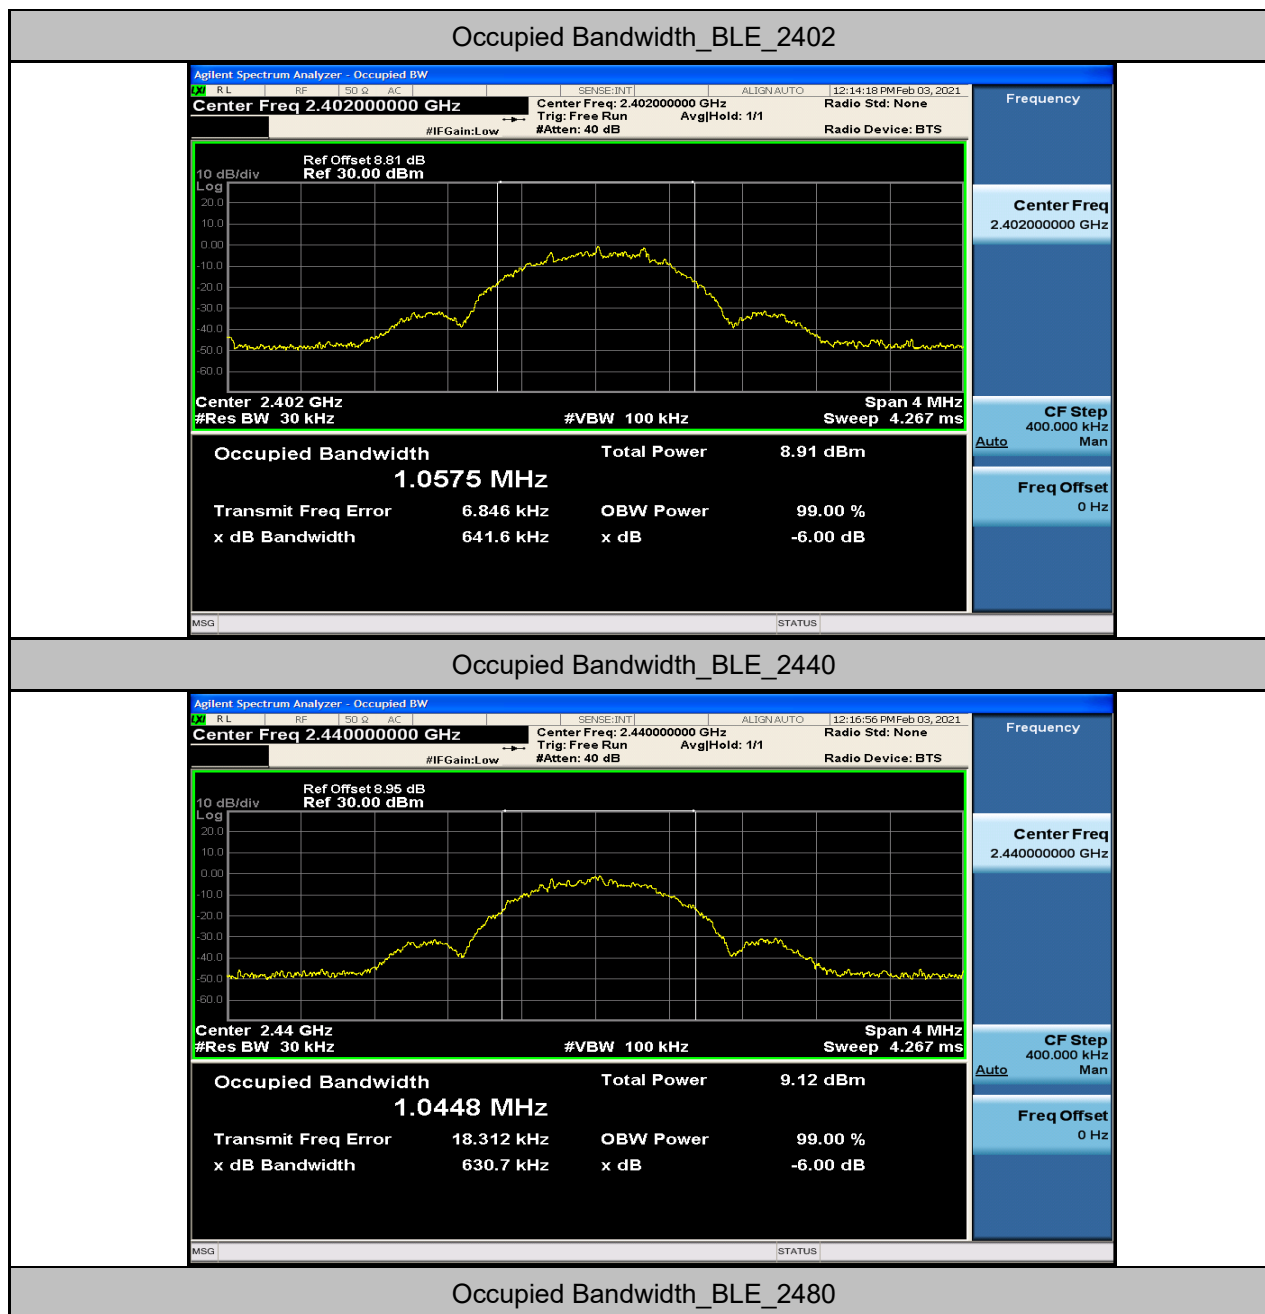 Occupied Bandwidth_BLE_2402
Agilent Spectrum Analyzer - Occupied BW
LXI RL RF 50 Ω AC SENSE:INT ALIGN AUTO 12:14:18 PM Feb 03, 2021
Center Freq 2.402000000 GHz Center Freq: 2.402000000 GHz Radio Std: None
Trig: Free Run Avg|Hold: 1/1
#IFGain:Low #Atten: 40 dB Radio Device: BTS
Frequency
Ref Offset 8.81 dB
10 dB/div Ref 30.00 dBm
Log
20.0
10.0
0.00
-10.0
-20.0
-30.0
-40.0
-50.0
-60.0
Center Freq
2.402000000 GHz
Center 2.402 GHz Span 4 MHz
#Res BW 30 kHz #VBW 100 kHz Sweep 4.267 ms
CF Step
400.000 kHz
Auto Man
Occupied Bandwidth Total Power 8.91 dBm
1.0575 MHz
Transmit Freq Error 6.846 kHz OBW Power 99.00 %
x dB Bandwidth 641.6 kHz x dB -6.00 dB
Freq Offset
0 Hz
MSG STATUS
Occupied Bandwidth_BLE_2440
Agilent Spectrum Analyzer - Occupied BW
LXI RL RF 50 Ω AC SENSE:INT ALIGN AUTO 12:16:56 PM Feb 03, 2021
Center Freq 2.440000000 GHz Center Freq: 2.440000000 GHz Radio Std: None
Trig: Free Run Avg|Hold: 1/1
#IFGain:Low #Atten: 40 dB Radio Device: BTS
Frequency
Ref Offset 8.95 dB
10 dB/div Ref 30.00 dBm
Log
20.0
10.0
0.00
-10.0
-20.0
-30.0
-40.0
-50.0
-60.0
Center Freq
2.440000000 GHz
Center 2.44 GHz Span 4 MHz
#Res BW 30 kHz #VBW 100 kHz Sweep 4.267 ms
CF Step
400.000 kHz
Auto Man
Occupied Bandwidth Total Power 9.12 dBm
1.0448 MHz
Transmit Freq Error 18.312 kHz OBW Power 99.00 %
x dB Bandwidth 630.7 kHz x dB -6.00 dB
Freq Offset
0 Hz
MSG STATUS
Occupied Bandwidth_BLE_2480